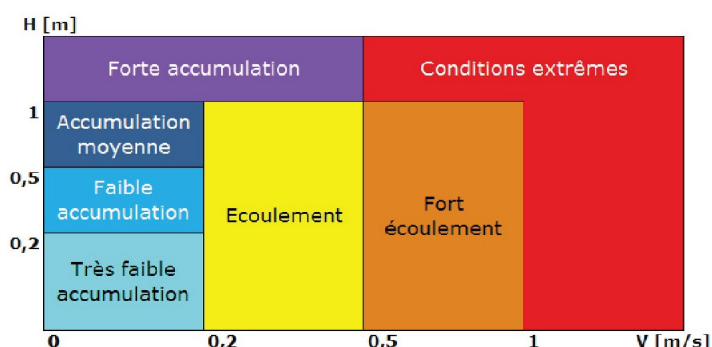 H [m]
Forte accumulation
Conditions extrêmes
1
Accumulation
moyenne
0,5
Faible
accumulation
Ecoulement
Fort
écoulement
0,2
Très faible
accumulation
0
0,2
0,5
1
V [m/s]